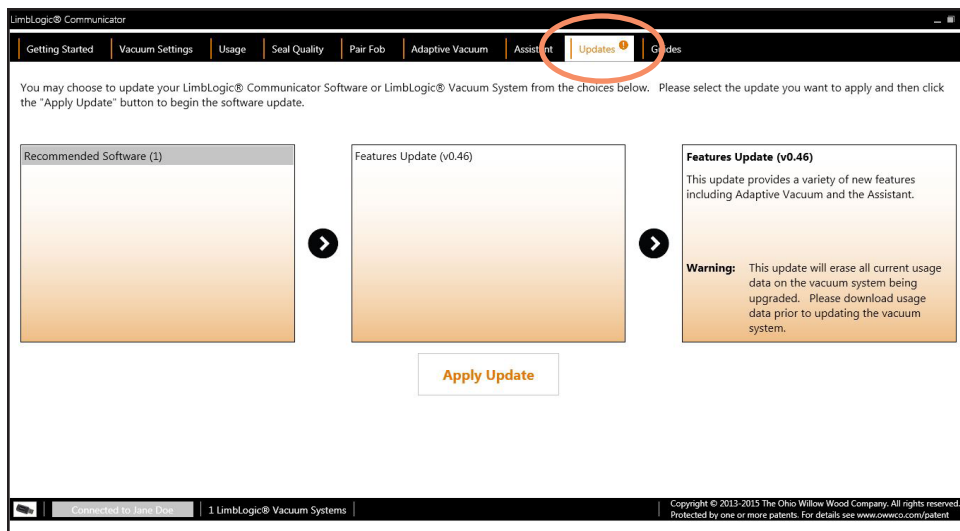 LimbLogic® Communicator
Getting Started Vacuum Settings Usage Seal Quality Pair Fob Adaptive Vacuum Assistant Updates Guides
You may choose to update your LimbLogic® Communicator Software or LimbLogic® Vacuum System from the choices below. Please select the update you want to apply and then click
the "Apply Update" button to begin the software update.
Recommended Software (1)
Features Update (v0.46)
Features Update (v0.46)
This update provides a variety of new features
including Adaptive Vacuum and the Assistant.
Warning: This update will erase all current usage
data on the vacuum system being
upgraded. Please download usage
data prior to updating the vacuum
system.
Apply Update
Connected to Jane Doe 1 LimbLogic® Vacuum Systems
Copyright © 2013-2015 The Ohio Willow Wood Company. All rights reserved.
Protected by one or more patents. For details see www.owwco.com/patent